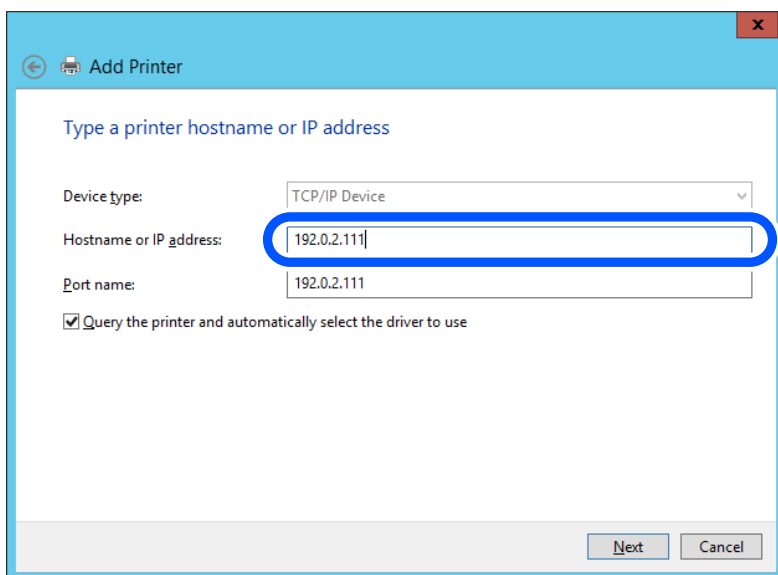 x
Add Printer
Type a printer hostname or IP address
Device type: TCP/IP Device
Hostname or IP address: 192.0.2.111
Port name: 192.0.2.111
Query the printer and automatically select the driver to use
Next Cancel